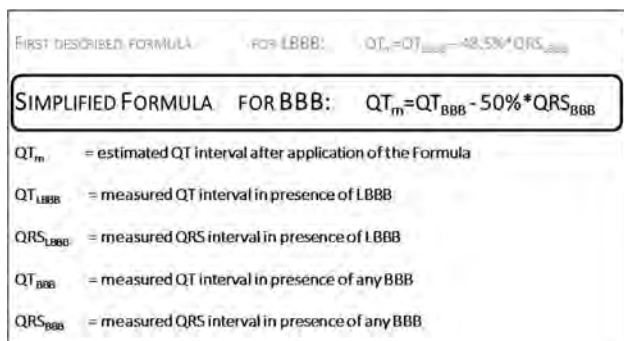 FIRST DESCRIBED FORMULA FOR LBBB: QTm=QTLBBB - 48.5%*QRSLBBB
SIMPLIFIED FORMULA FOR BBB: QTm=QTBBB - 50%*QRSBBB
QTm = estimated QT interval after application of the Formula
QTLBBB = measured QT interval in presence of LBBB
QRSLBBB = measured QRS interval in presence of LBBB
QTBBB = measured QT interval in presence of any BBB
QRSBBB = measured QRS interval in presence of any BBB